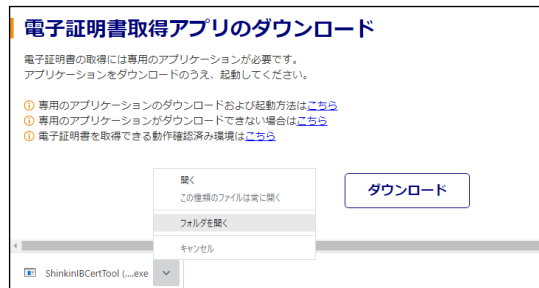 電子証明書取得アプリのダウンロード
電子証明書の取得には専用のアプリケーションが必要です。
アプリケーションをダウンロードのうえ、起動してください。
専用のアプリケーションのダウンロードおよび起動方法はこちら
専用のアプリケーションがダウンロードできない場合はこちら
電子証明書を取得できる動作確認済み環境はこちら
ダウンロード
開く
この種類のファイルは常に開く
フォルダを開く
キャンセル
ShinkinIBCertTool (....exe